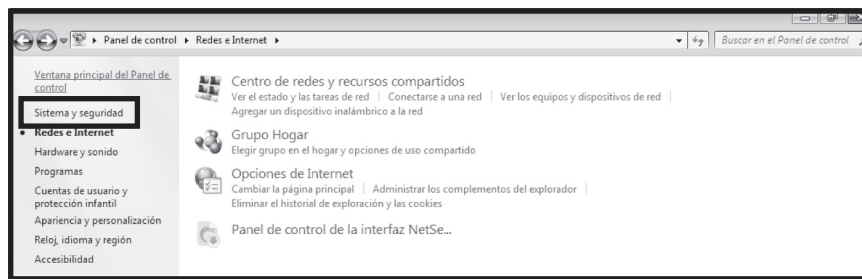 Panel de control ▸ Redes e Internet ▸
Buscar en el Panel de control
Ventana principal del Panel de
control
Sistema y seguridad
Redes e Internet
Hardware y sonido
Programas
Cuentas de usuario y
protección infantil
Apariencia y personalización
Reloj, idioma y región
Accesibilidad
Centro de redes y recursos compartidos
Ver el estado y las tareas de red | Conectarse a una red | Ver los equipos y dispositivos de red |
Agregar un dispositivo inalámbrico a la red
Grupo Hogar
Elegir grupo en el hogar y opciones de uso compartido
Opciones de Internet
Cambiar la página principal | Administrar los complementos del explorador |
Eliminar el historial de exploración y las cookies
Panel de control de la interfaz NetSe...